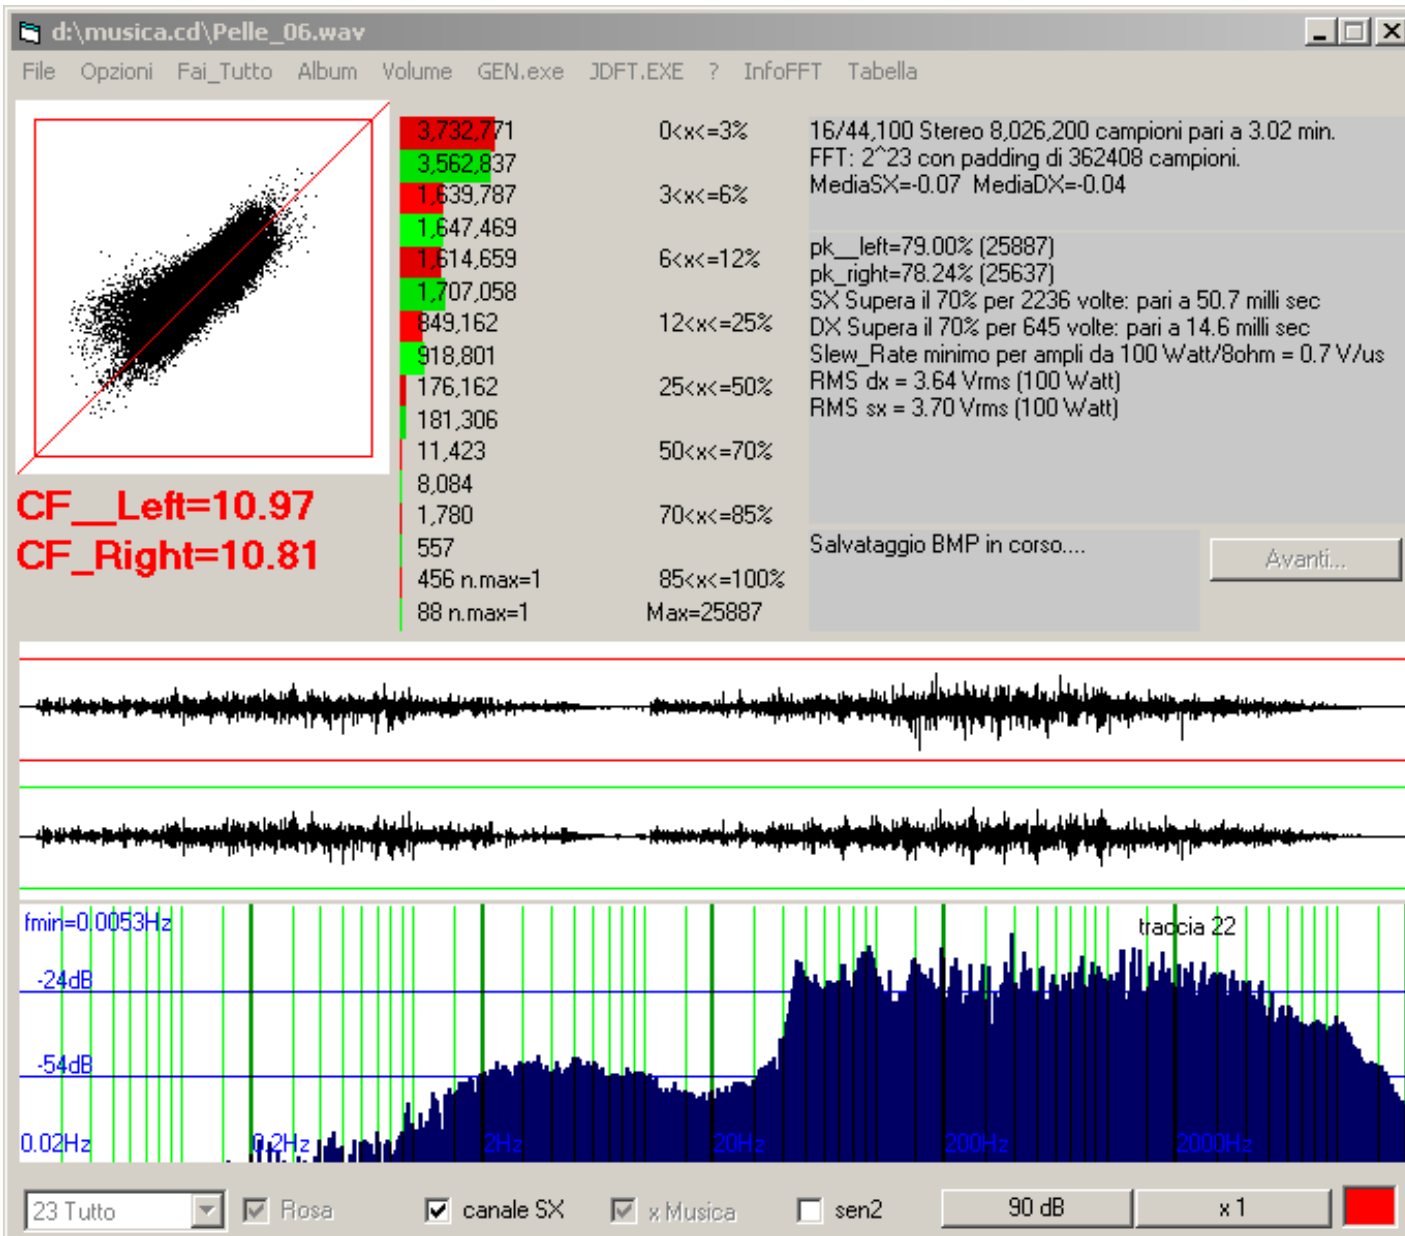 d:\musica.cd\Pelle_06.wav
File Opzioni Fai_Tutto Album Volume GEN.exe JDFT.EXE ? InfoFFT Tabella
3,732,771 0<x<=3%
3,562,837
1,639,787 3<x<=6%
1,647,469
1,614,659 6<x<=12%
1,707,058
849,162 12<x<=25%
918,801
176,162 25<x<=50%
181,306
11,423 50<x<=70%
8,084
1,780 70<x<=85%
557
456 n.max=1 85<x<=100%
88 n.max=1 Max=25887
16/44,100 Stereo 8,026,200 campioni pari a 3.02 min.
FFT: 2^23 con padding di 362408 campioni.
MediaSX=-0.07 MediaDX=-0.04
pk__left=79.00% (25887)
pk_right=78.24% (25637)
SX Supera il 70% per 2236 volte: pari a 50.7 milli sec
DX Supera il 70% per 645 volte: pari a 14.6 milli sec
Slew_Rate minimo per ampli da 100 Watt/8ohm = 0.7 V/us
RMS dx = 3.64 Vrms (100 Watt)
RMS sx = 3.70 Vrms (100 Watt)
CF__Left=10.97
CF_Right=10.81
Salvataggio BMP in corso....
Avanti...
fmin=0.0053Hz
traccia 22
-24dB
-54dB
0.02Hz 0.2Hz 2Hz 20Hz 200Hz 2000Hz
23 Tutto Rosa canale SX x Musica sen2 90 dB x 1